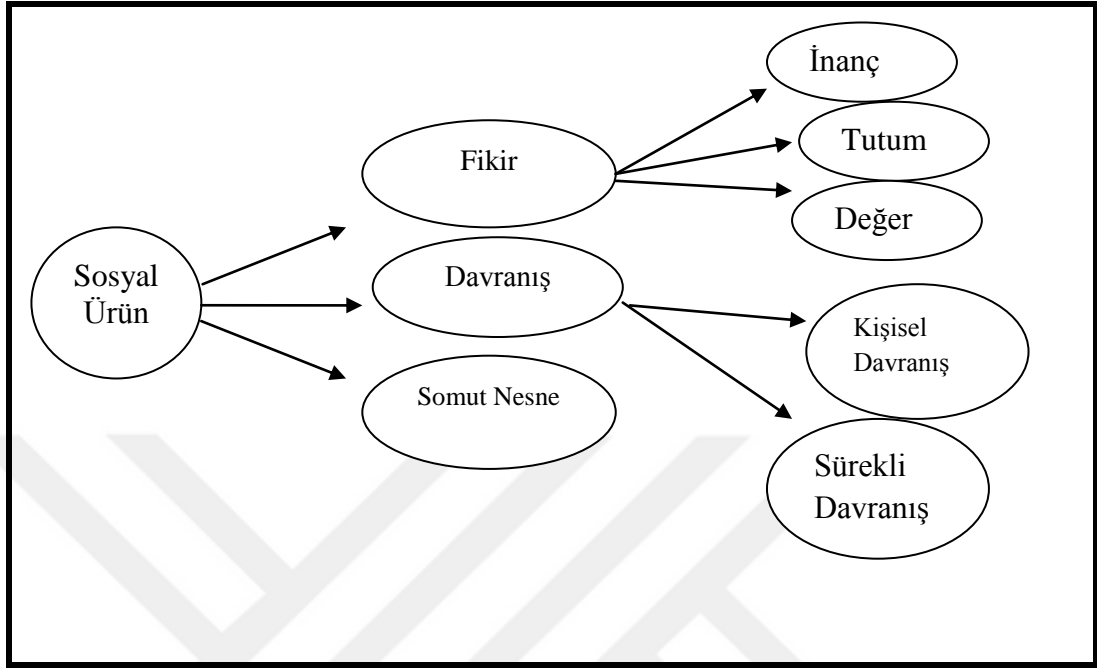 İnanç
Fikir
Tutum
Değer
Sosyal
Ürün
Davranış
Kişisel
Davranış
Somut Nesne
Sürekli
Davranış